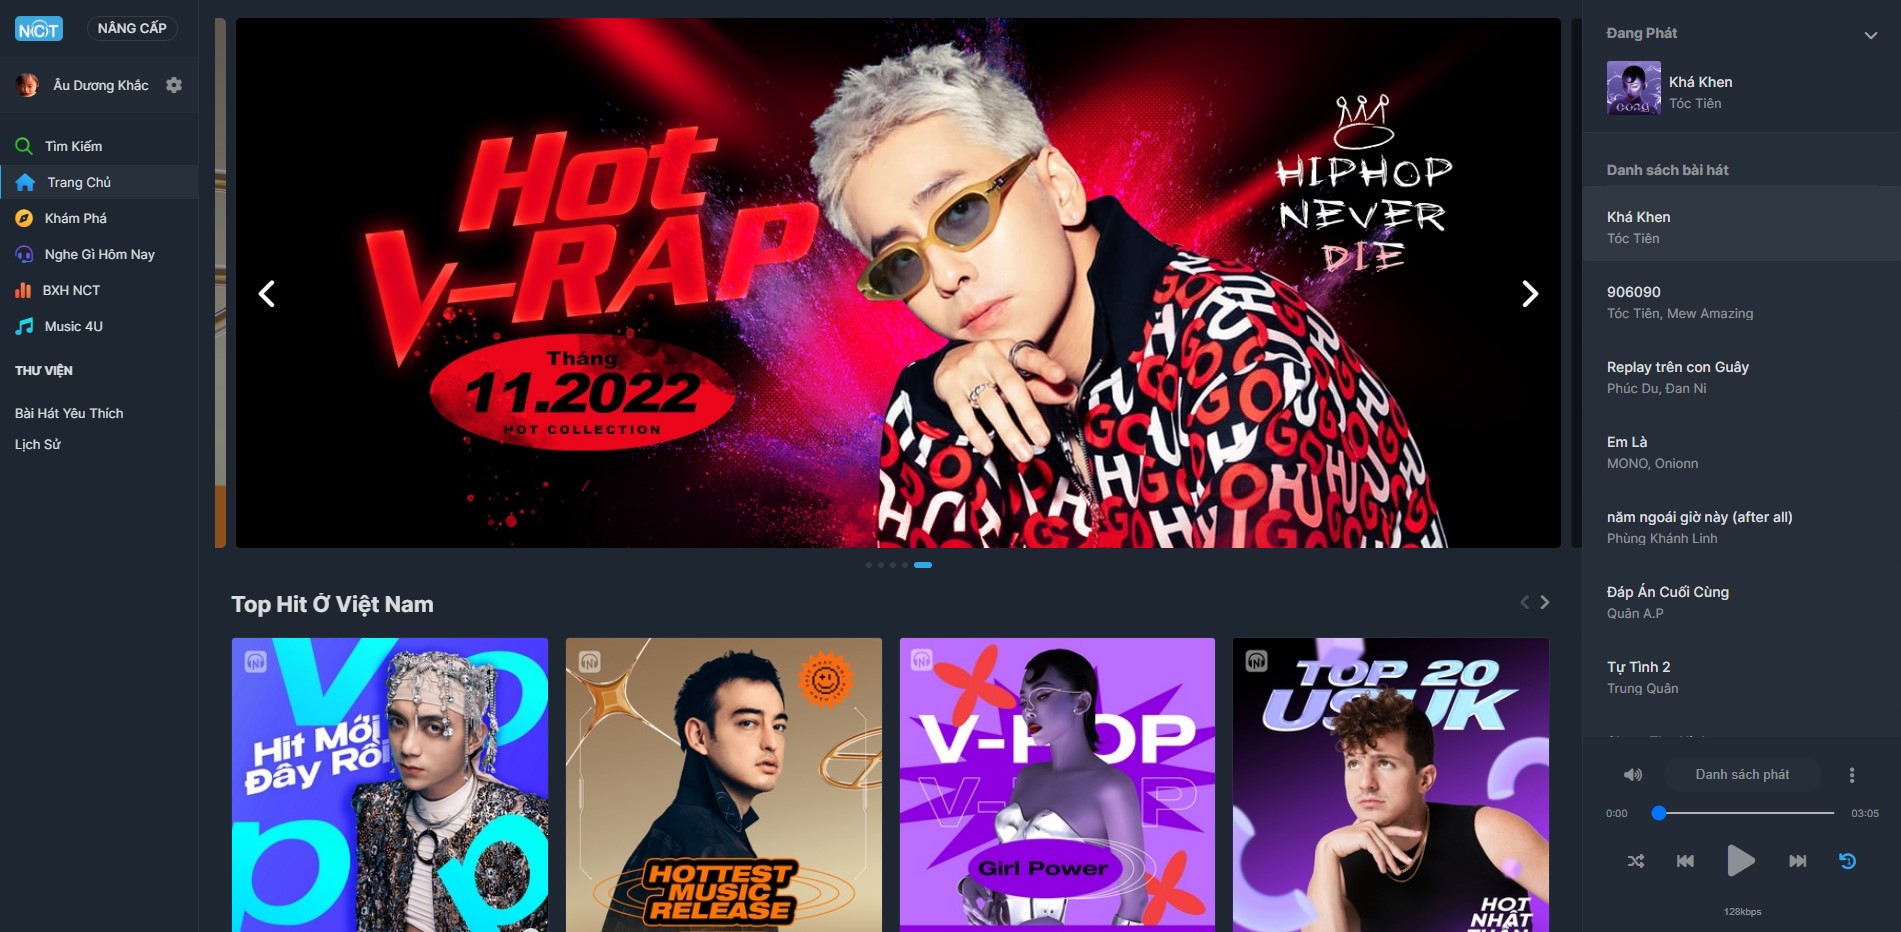 NCT
NÂNG CẤP
Âu Dương Khắc
Tìm Kiếm
Trang Chủ
Khám Phá
Nghe Gì Hôm Nay
BXH NCT
Music 4U
THƯ VIỆN
Bài Hát Yêu Thích
Lịch Sử
Hot
V-RAP
Tháng
11.2022
HOT COLLECTION
HIPHOP
NEVER
DIE
Top Hit Ở Việt Nam
Hit Mới
Đây Rồi
HOTTEST
MUSIC
RELEASE
V-POP
V-POP
Girl Power
TOP 20
US UK
HOT
NHẤT
TUẦN
Đang Phát
Khá Khen
Tóc Tiên
Danh sách bài hát
Khá Khen
Tóc Tiên
906090
Tóc Tiên, Mew Amazing
Replay trên con Guây
Phúc Du, Đan Ni
Em Là
MONO, Onionn
năm ngoái giờ này (after all)
Phùng Khánh Linh
Đáp Án Cuối Cùng
Quân A.P
Tự Tình 2
Trung Quân
Danh sách phát
0:00
03:05
128kbps